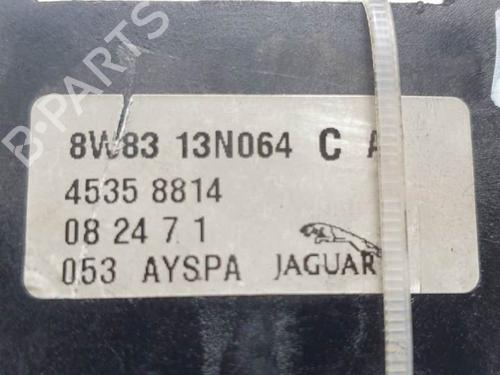 8W83 13N064 C A
4535 8814
08 24 7 1
053 AYSPA JAGUAR
B-PARTS